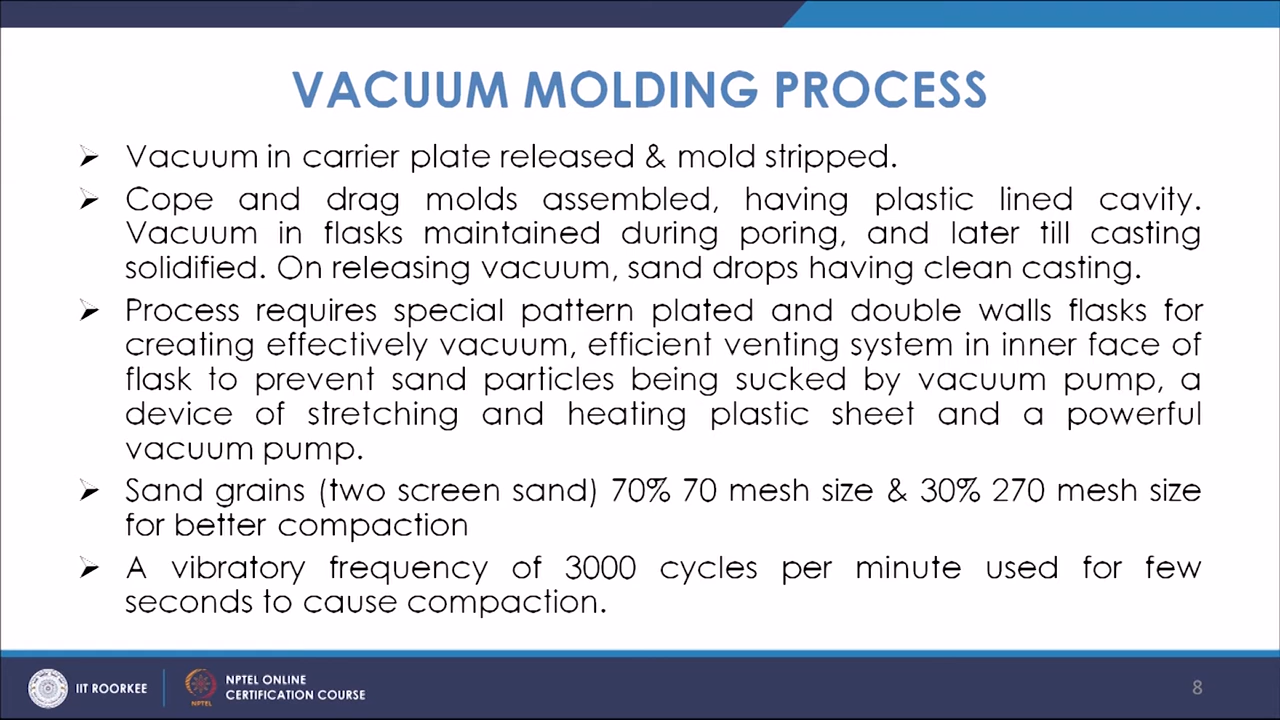 VACUUM MOLDING PROCESS
➢ Vacuum in carrier plate released & mold stripped.
➢ Cope and drag molds assembled, having plastic lined cavity.
Vacuum in flasks maintained during poring, and later till casting
solidified. On releasing vacuum, sand drops having clean casting.
➢ Process requires special pattern plated and double walls flasks for
creating effectively vacuum, efficient venting system in inner face of
flask to prevent sand particles being sucked by vacuum pump, a
device of stretching and heating plastic sheet and a powerful
vacuum pump.
➢ Sand grains (two screen sand) 70% 70 mesh size & 30% 270 mesh size
for better compaction
➢ A vibratory frequency of 3000 cycles per minute used for few
seconds to cause compaction.
IIT ROORKEE
NPTEL
NPTEL ONLINE
CERTIFICATION COURSE
8